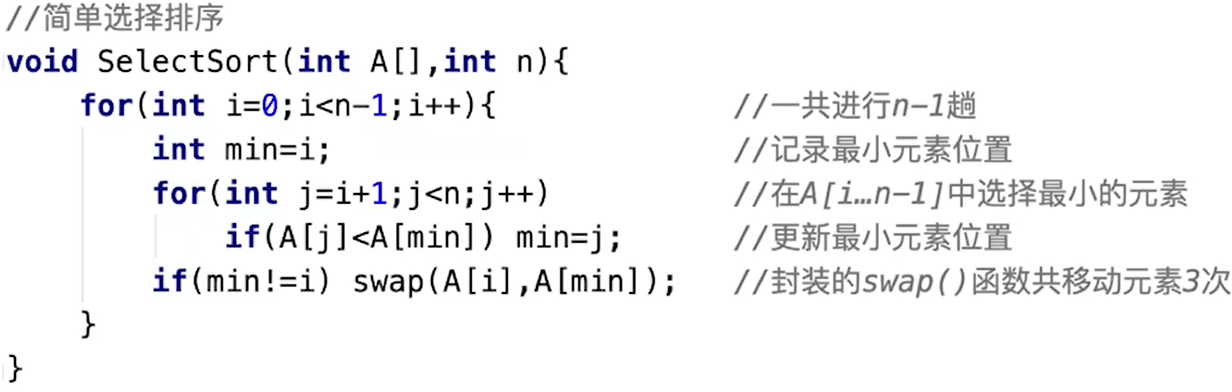 //简单选择排序
void SelectSort(int A[],int n){
    for(int i=0;i<n-1;i++){             //一共进行n-1趟
        int min=i;                      //记录最小元素位置
        for(int j=i+1;j<n;j++)          //在A[i…n-1]中选择最小的元素
            if(A[j]<A[min]) min=j;      //更新最小元素位置
        if(min!=i) swap(A[i],A[min]);   //封装的swap()函数共移动元素3次
    }
}